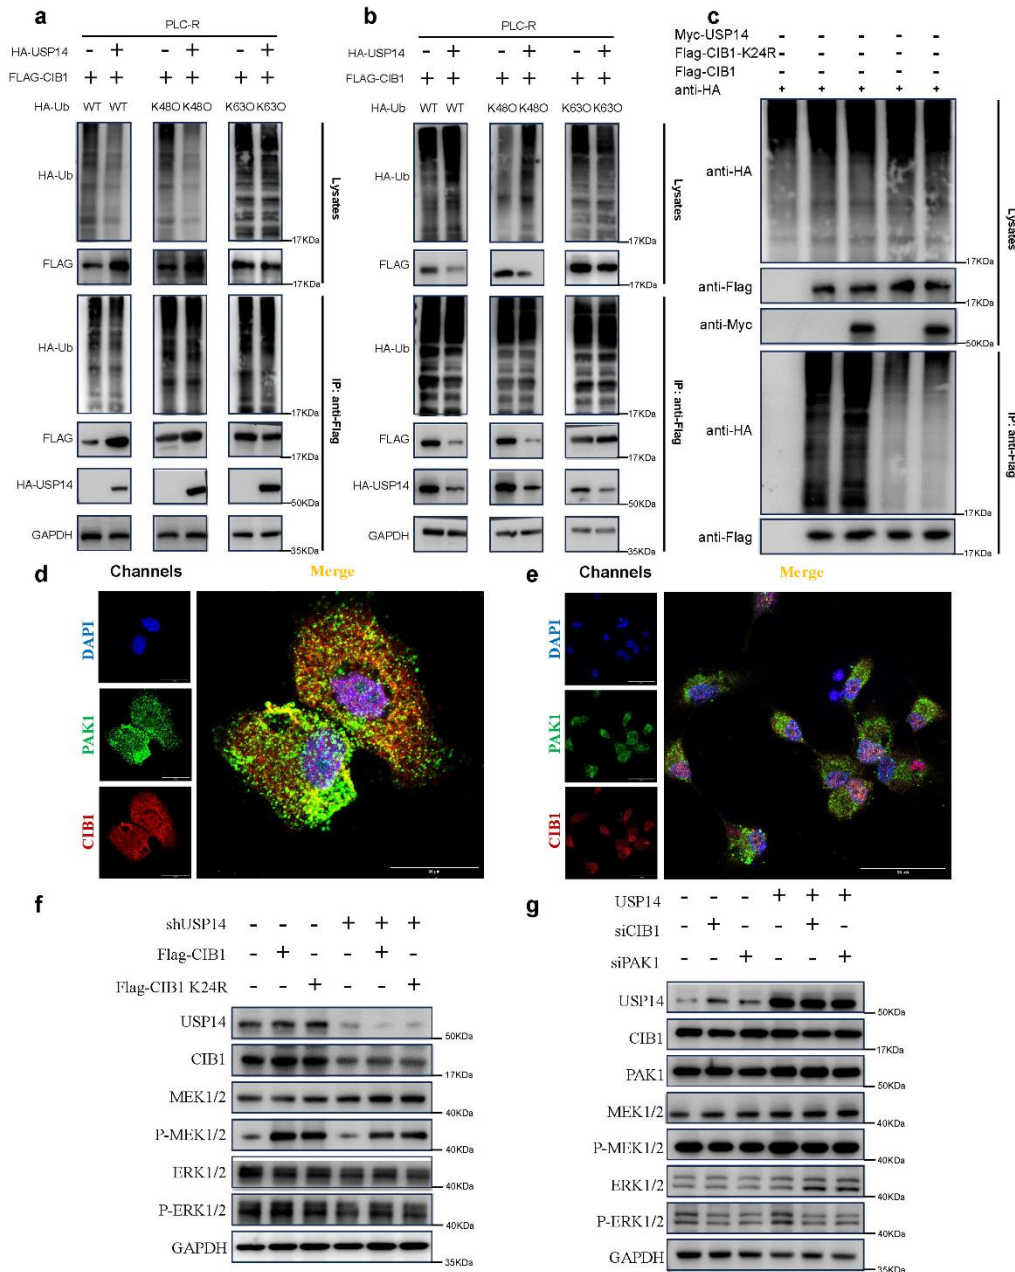 a
PLC-R
HA-USP14 - + - + - +
FLAG-CIB1 + + + + + +
HA-Ub WT WT K48O K48O K63O K63O
HA-Ub
17KDa
FLAG
Lysates
HA-Ub
17KDa
FLAG
17KDa
HA-USP14
50KDa
GAPDH
35KDa
IP: anti-Flag
b
PLC-R
HA-USP14 - + - + - +
FLAG-CIB1 + + + + + +
HA-Ub WT WT K48O K48O K63O K63O
HA-Ub
17KDa
FLAG
Lysates
HA-Ub
17KDa
FLAG
17KDa
HA-USP14
50KDa
GAPDH
35KDa
IP: anti-Flag
c
Myc-USP14 - - - - -
Flag-CIB1-K24R - - - - -
Flag-CIB1 - - - - -
anti-HA + + + + +
anti-HA
17KDa
anti-Flag
17KDa
anti-Myc
50KDa
Lysates
anti-HA
17KDa
anti-Flag
17KDa
IP: anti-Flag
d
Channels Merge
DAPI
PAK1
CIB1
e
Channels Merge
DAPI
PAK1
CIB1
f
shUSP14 - - - + + +
Flag-CIB1 - + - - + -
Flag-CIB1 K24R - - + - - +
USP14
50KDa
CIB1
17KDa
MEK1/2
40KDa
P-MEK1/2
40KDa
ERK1/2
40KDa
P-ERK1/2
40KDa
GAPDH
35KDa
g
USP14 - - - + + +
siCIB1 - + - - + -
siPAK1 - - + - - +
USP14
50KDa
CIB1
17KDa
PAK1
50KDa
MEK1/2
40KDa
P-MEK1/2
40KDa
ERK1/2
40KDa
P-ERK1/2
40KDa
GAPDH
35KDa